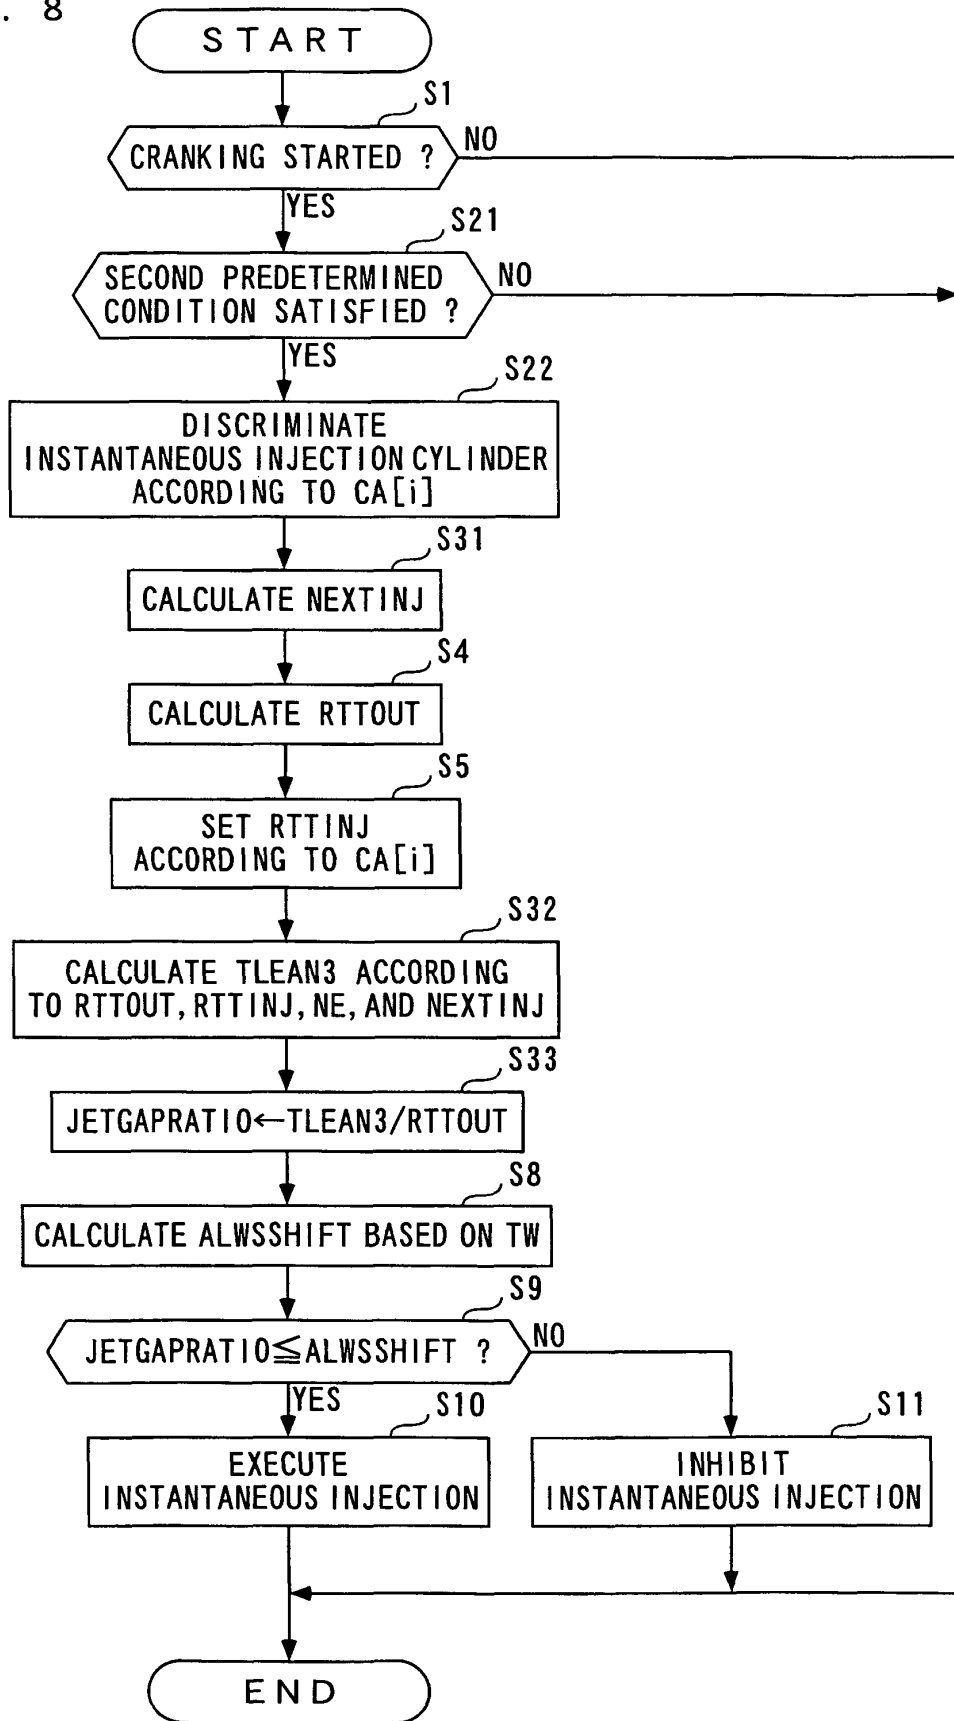 . 8
START
S1
CRANKING STARTED ?
NO
YES
S21
SECOND PREDETERMINED
CONDITION SATISFIED ?
NO
YES
S22
DISCRIMINATE
INSTANTANEOUS INJECTION CYLINDER
ACCORDING TO CA[i]
S31
CALCULATE NEXTINJ
S4
CALCULATE RTTOUT
S5
SET RTTINJ
ACCORDING TO CA[i]
S32
CALCULATE TLEAN3 ACCORDING
TO RTTOUT, RTTINJ, NE, AND NEXTINJ
S33
JETGAPRATIO←TLEAN3/RTTOUT
S8
CALCULATE ALWSSHIFT BASED ON TW
S9
JETGAPRATIO≦ALWSSHIFT ?
NO
YES
S10
EXECUTE
INSTANTANEOUS INJECTION
S11
INHIBIT
INSTANTANEOUS INJECTION
END